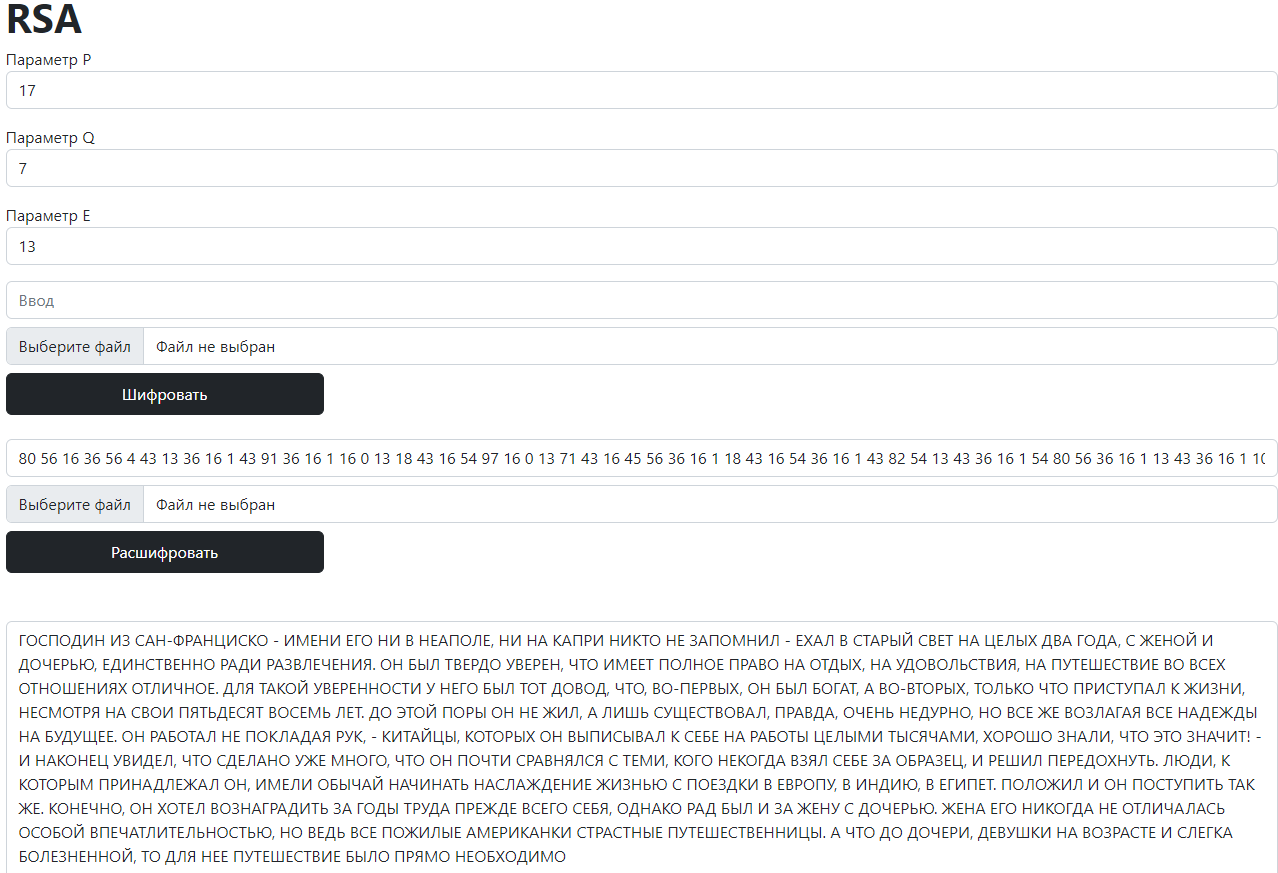 RSA
Параметр P
17
Параметр Q
7
Параметр E
13
Ввод
Выберите файл Файл не выбран
Шифровать
80 56 16 36 56 4 43 13 36 16 1 43 91 36 16 1 16 0 13 18 43 16 54 97 16 0 13 71 43 16 45 56 36 16 1 18 43 16 54 36 16 1 43 82 54 13 43 36 16 1 54 80 56 36 16 1 13 43 36 16 1 10
Выберите файл Файл не выбран
Расшифровать
ГОСПОДИН ИЗ САН-ФРАНЦИСКО - ИМЕНИ ЕГО НИ В НЕАПОЛЕ, НИ НА КАПРИ НИКТО НЕ ЗАПОМНИЛ - ЕХАЛ В СТАРЫЙ СВЕТ НА ЦЕЛЫХ ДВА ГОДА, С ЖЕНОЙ И
ДОЧЕРЬЮ, ЕДИНСТВЕННО РАДИ РАЗВЛЕЧЕНИЯ. ОН БЫЛ ТВЕРДО УВЕРЕН, ЧТО ИМЕЕТ ПОЛНОЕ ПРАВО НА ОТДЫХ, НА УДОВОЛЬСТВИЯ, НА ПУТЕШЕСТВИЕ ВО ВСЕХ
ОТНОШЕНИЯХ ОТЛИЧНОЕ. ДЛЯ ТАКОЙ УВЕРЕННОСТИ У НЕГО БЫЛ ТОТ ДОВОД, ЧТО, ВО-ПЕРВЫХ, ОН БЫЛ БОГАТ, А ВО-ВТОРЫХ, ТОЛЬКО ЧТО ПРИСТУПАЛ К ЖИЗНИ,
НЕСМОТРЯ НА СВОИ ПЯТЬДЕСЯТ ВОСЕМЬ ЛЕТ. ДО ЭТОЙ ПОРЫ ОН НЕ ЖИЛ, А ЛИШЬ СУЩЕСТВОВАЛ, ПРАВДА, ОЧЕНЬ НЕДУРНО, НО ВСЕ ЖЕ ВОЗЛАГАЯ ВСЕ НАДЕЖДЫ
НА БУДУЩЕЕ. ОН РАБОТАЛ НЕ ПОКЛАДАЯ РУК, - КИТАЙЦЫ, КОТОРЫХ ОН ВЫПИСЫВАЛ К СЕБЕ НА РАБОТЫ ЦЕЛЫМИ ТЫСЯЧАМИ, ХОРОШО ЗНАЛИ, ЧТО ЭТО ЗНАЧИТ! -
И НАКОНЕЦ УВИДЕЛ, ЧТО СДЕЛАНО УЖЕ МНОГО, ЧТО ОН ПОЧТИ СРАВНЯЛСЯ С ТЕМИ, КОГО НЕКОГДА ВЗЯЛ СЕБЕ ЗА ОБРАЗЕЦ, И РЕШИЛ ПЕРЕДОХНУТЬ. ЛЮДИ, К
КОТОРЫМ ПРИНАДЛЕЖАЛ ОН, ИМЕЛИ ОБЫЧАЙ НАЧИНАТЬ НАСЛАЖДЕНИЕ ЖИЗНЬЮ С ПОЕЗДКИ В ЕВРОПУ, В ИНДИЮ, В ЕГИПЕТ. ПОЛОЖИЛ И ОН ПОСТУПИТЬ ТАК
ЖЕ. КОНЕЧНО, ОН ХОТЕЛ ВОЗНАГРАДИТЬ ЗА ГОДЫ ТРУДА ПРЕЖДЕ ВСЕГО СЕБЯ, ОДНАКО РАД БЫЛ И ЗА ЖЕНУ С ДОЧЕРЬЮ. ЖЕНА ЕГО НИКОГДА НЕ ОТЛИЧАЛАСЬ
ОСОБОЙ ВПЕЧАТЛИТЕЛЬНОСТЬЮ, НО ВЕДЬ ВСЕ ПОЖИЛЫЕ АМЕРИКАНКИ СТРАСТНЫЕ ПУТЕШЕСТВЕННИЦЫ. А ЧТО ДО ДОЧЕРИ, ДЕВУШКИ НА ВОЗРАСТЕ И СЛЕГКА
БОЛЕЗНЕННОЙ, ТО ДЛЯ НЕЕ ПУТЕШЕСТВИЕ БЫЛО ПРЯМО НЕОБХОДИМО